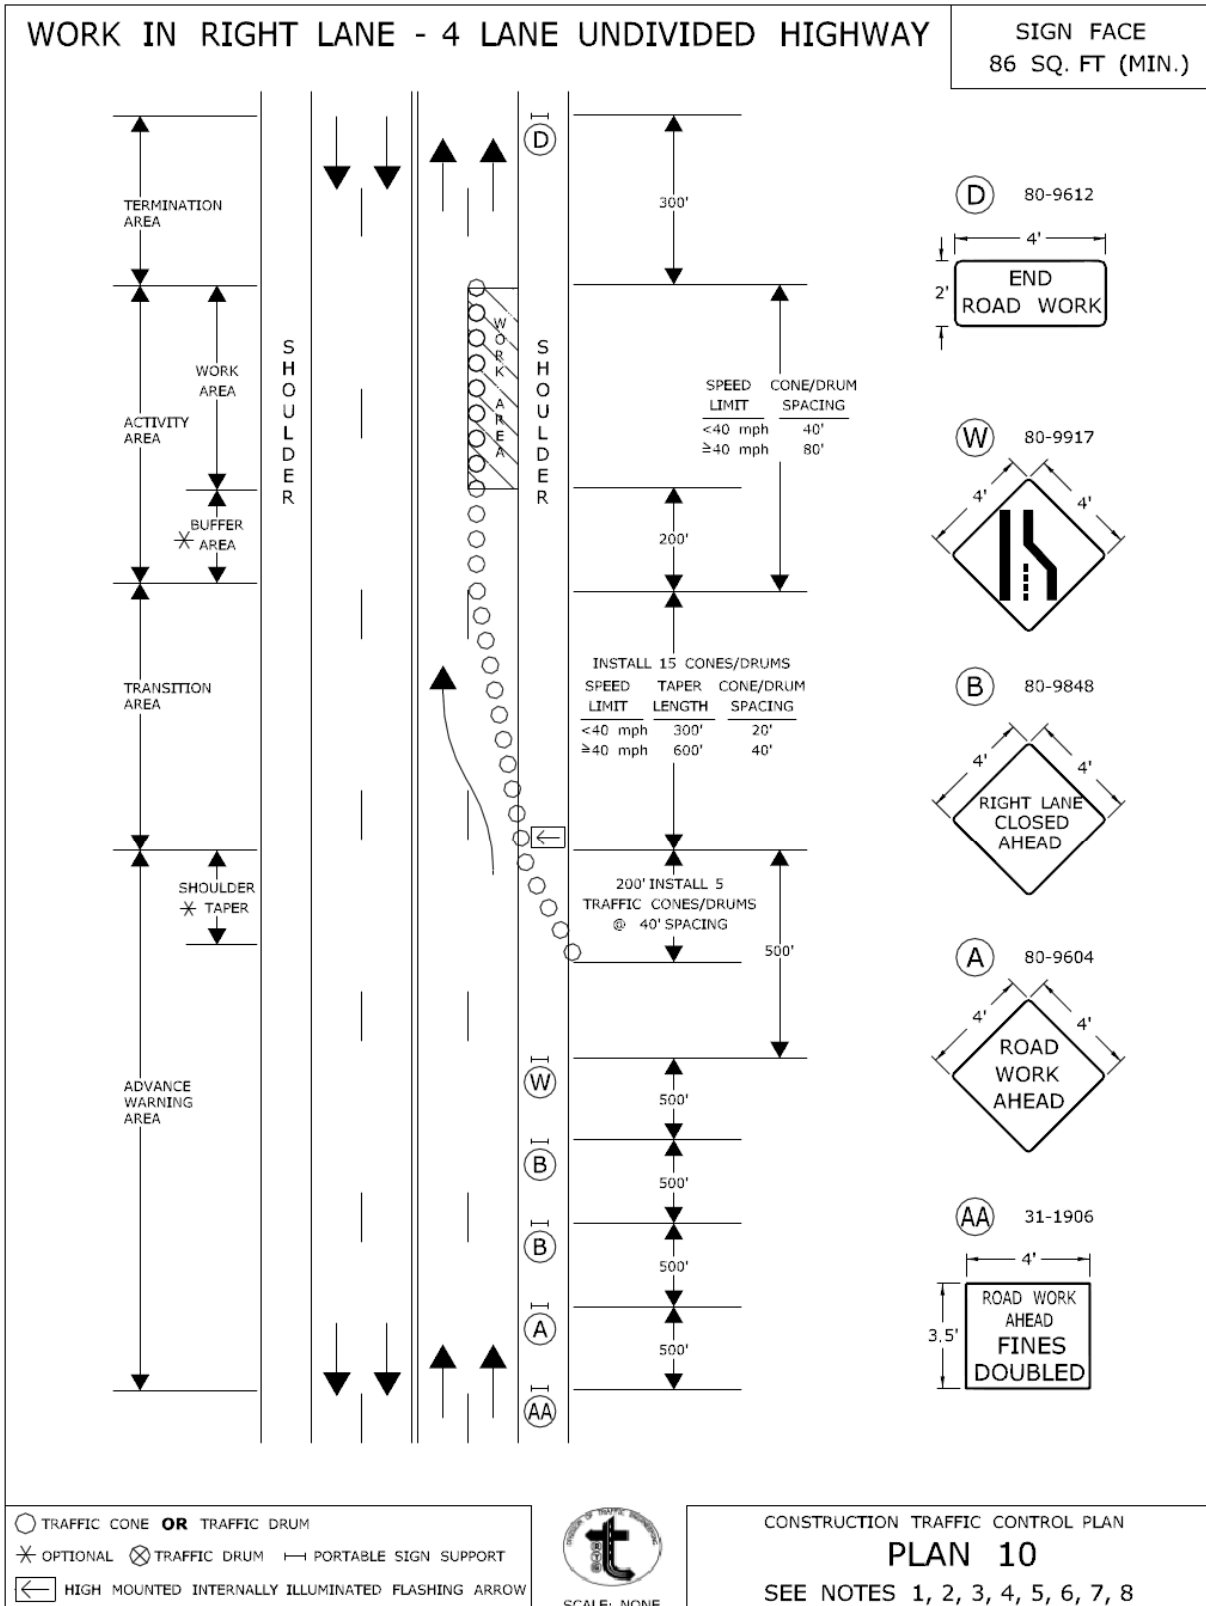 WORK IN RIGHT LANE - 4 LANE UNDIVIDED HIGHWAY
SIGN FACE
86 SQ. FT (MIN.)
TERMINATION
AREA
WORK
AREA
ACTIVITY
AREA
BUFFER
AREA
TRANSITION
AREA
SHOULDER
TAPER
ADVANCE
WARNING
AREA
SHOULDER
WORK AREA
SHOULDER
D
W
B
B
A
AA
300'
SPEED LIMIT CONE/DRUM SPACING
<40 mph 40'
≥40 mph 80'
200'
INSTALL 15 CONES/DRUMS
SPEED TAPER CONE/DRUM
LIMIT LENGTH SPACING
<40 mph 300' 20'
≥40 mph 600' 40'
200' INSTALL 5
TRAFFIC CONES/DRUMS
@ 40' SPACING
500'
500'
500'
500'
500'
D 80-9612
4'
2'
END
ROAD WORK
W 80-9917
4' 4'
B 80-9848
4' 4'
RIGHT LANE
CLOSED
AHEAD
A 80-9604
4' 4'
ROAD
WORK
AHEAD
AA 31-1906
4'
3.5'
ROAD WORK
AHEAD
FINES
DOUBLED
TRAFFIC CONE OR TRAFFIC DRUM
OPTIONAL TRAFFIC DRUM PORTABLE SIGN SUPPORT
HIGH MOUNTED INTERNALLY ILLUMINATED FLASHING ARROW
DIVISION OF TRAFFIC ENGINEERING
t
SCALE: NONE
CONSTRUCTION TRAFFIC CONTROL PLAN
PLAN 10
SEE NOTES 1, 2, 3, 4, 5, 6, 7, 8